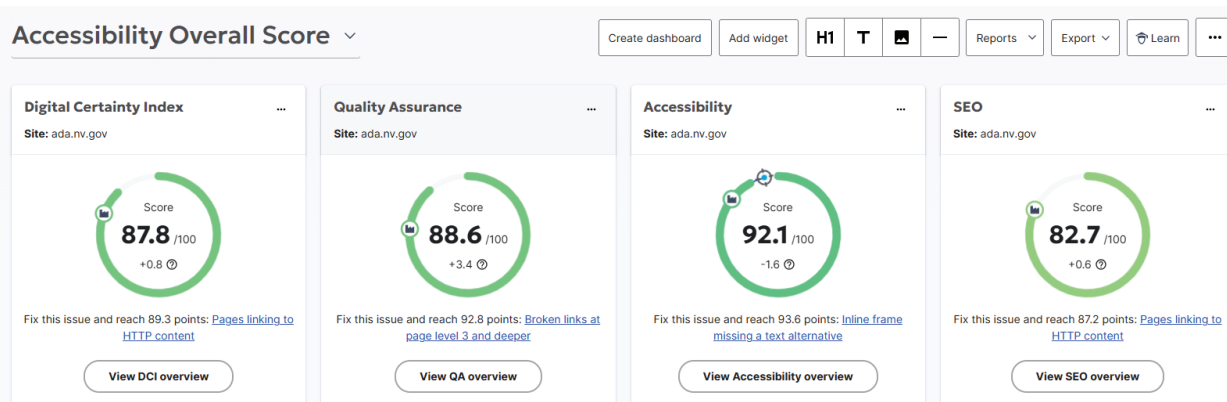 Accessibility Overall Score
Create dashboard
Add widget
H1
T
Reports
Export
Learn
Digital Certainty Index
Site: ada.nv.gov
Score
87.8 /100
+0.8
Fix this issue and reach 89.3 points: Pages linking to
HTTP content
View DCI overview
Quality Assurance
Site: ada.nv.gov
Score
88.6 /100
+3.4
Fix this issue and reach 92.8 points: Broken links at
page level 3 and deeper
View QA overview
Accessibility
Site: ada.nv.gov
Score
92.1 /100
-1.6
Fix this issue and reach 93.6 points: Inline frame
missing a text alternative
View Accessibility overview
SEO
Site: ada.nv.gov
Score
82.7 /100
+0.6
Fix this issue and reach 87.2 points: Pages linking to
HTTP content
View SEO overview